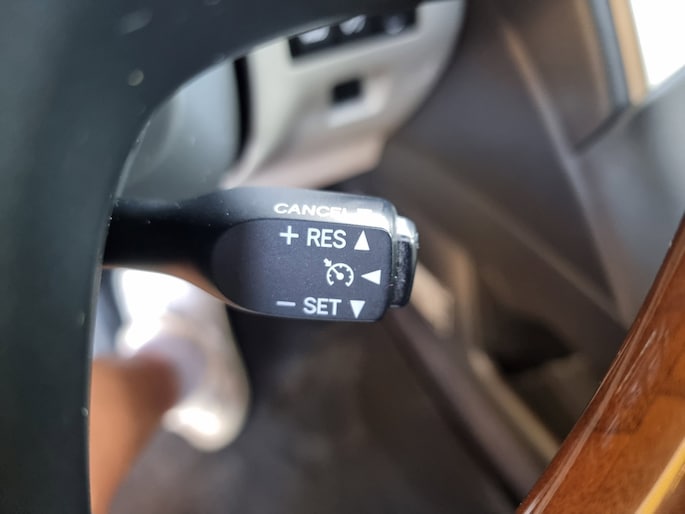 CANCEL
+ RES ▲
◀
− SET ▼